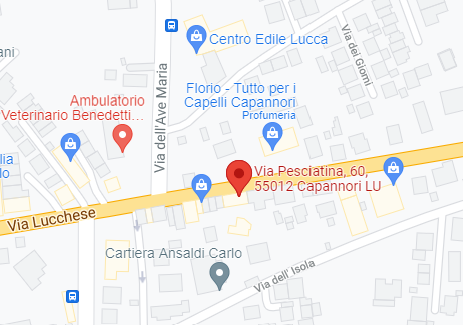 Centro Edile Lucca
Via dei Giorni
ani
Florio - Tutto per i
Capelli Capannori
Profumeria
Ambulatorio
Veterinario Benedetti...
Via dell'Ave Maria
lia
lo
Via Pesciatina, 60,
55012 Capannori LU
Via Lucchese
Cartiera Ansaldi Carlo
Via dell' Isola